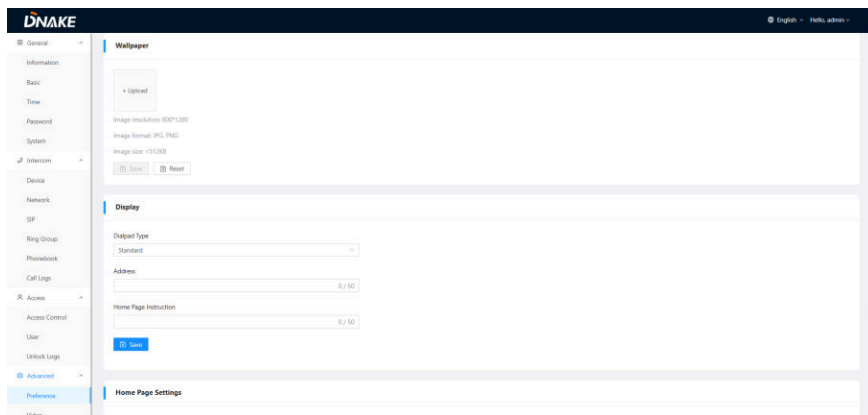 DNAKE
English
Hello, admin
General
Information
Basic
Time
Password
System
Intercom
Device
Network
SIP
Ring Group
Phonebook
Call Logs
Access
Access Control
User
Unlock Logs
Advanced
Preference
Video
Wallpaper
+ Upload
Image resolution: 800*1280
Image format: JPG, PNG
Image size: <512KB
Save
Reset
Display
Dialpad Type
Standard
Address
0 / 50
Home Page Instruction
0 / 50
Save
Home Page Settings